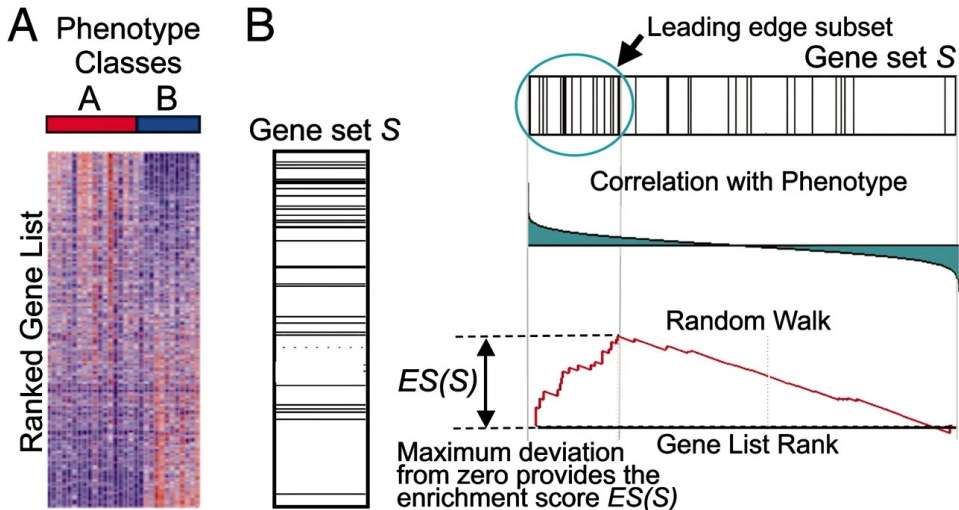 A
Phenotype
Classes
A B
Ranked Gene List
B
Gene set S
Leading edge subset
Gene set S
Correlation with Phenotype
Random Walk
ES(S)
Gene List Rank
Maximum deviation
from zero provides the
enrichment score ES(S)